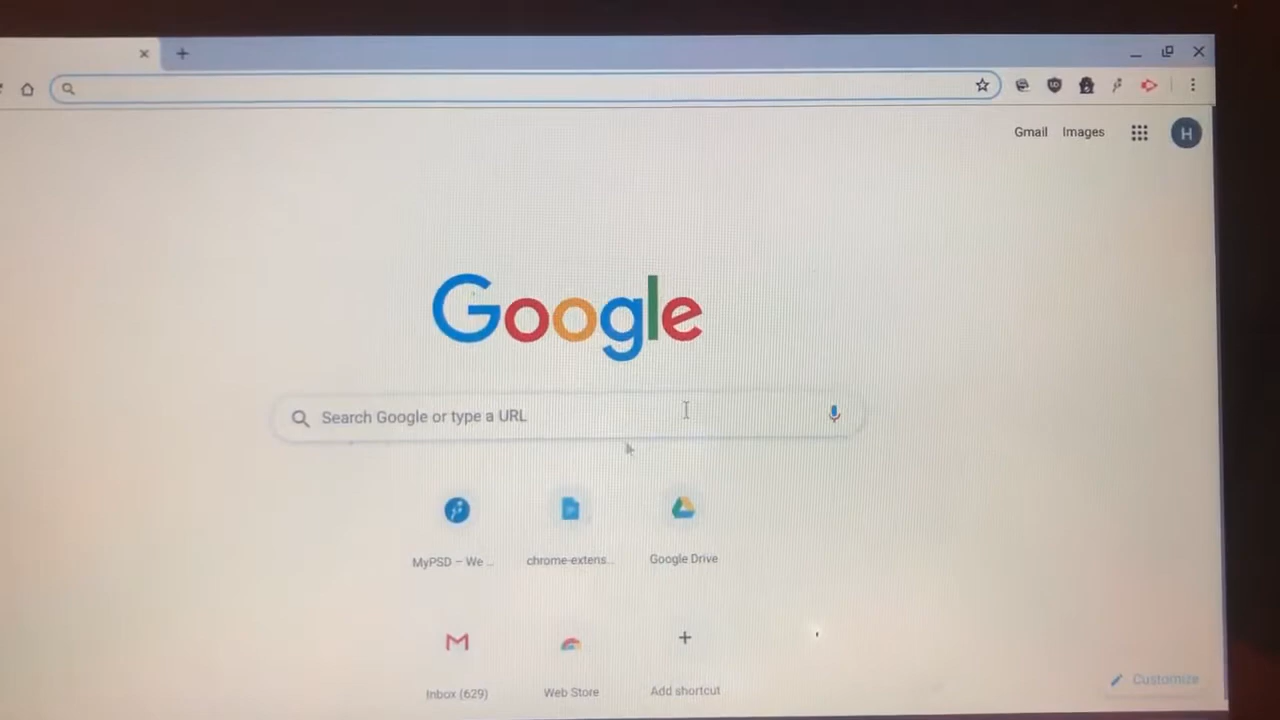 Gmail Images H
Google
Search Google or type a URL
MyPSD – We ...
chrome-extens...
Google Drive
Inbox (629)
Web Store
Add shortcut
Customize